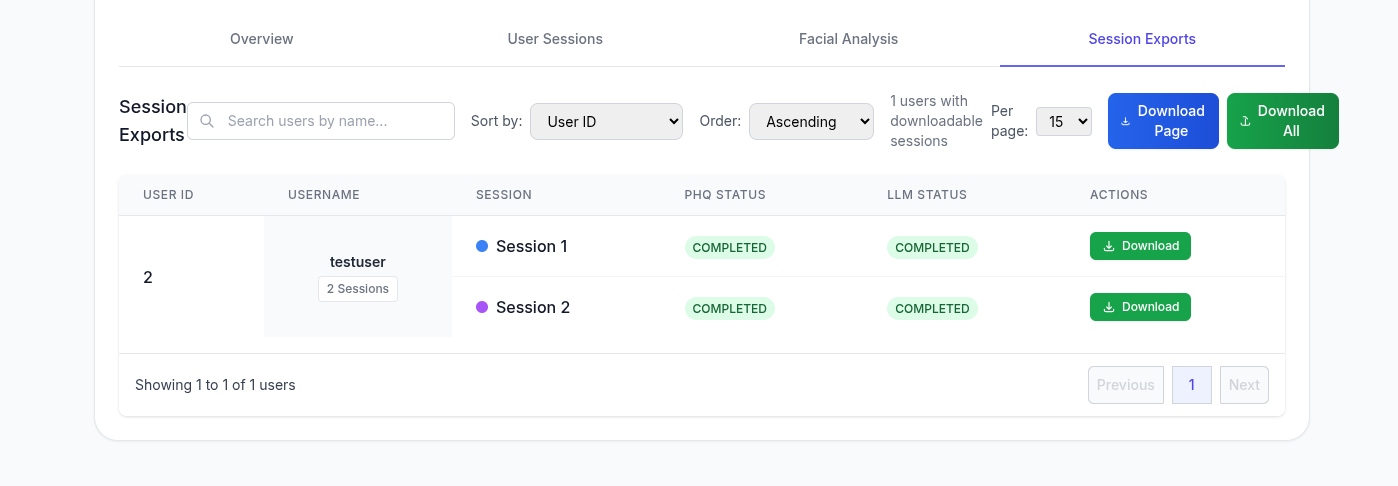 Overview User Sessions Facial Analysis Session Exports
Session
Exports
Search users by name...
Sort by: User ID
Order: Ascending
1 users with
downloadable
sessions
Per
page:
15
Download
Page
Download
All
USER ID USERNAME SESSION PHQ STATUS LLM STATUS ACTIONS
2
testuser
2 Sessions
Session 1 COMPLETED COMPLETED Download
Session 2 COMPLETED COMPLETED Download
Showing 1 to 1 of 1 users
Previous 1 Next